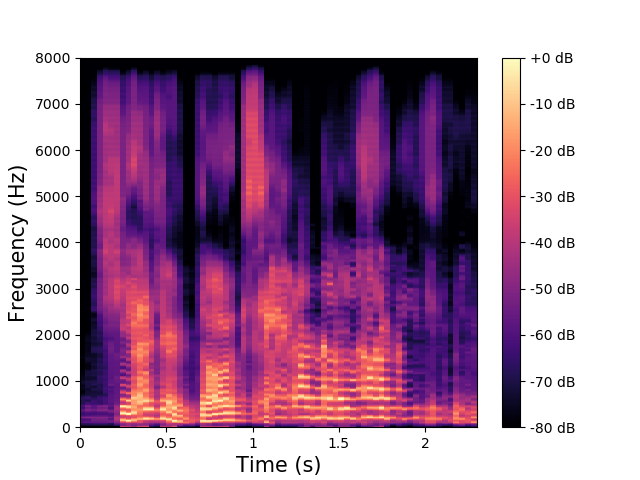 8000
7000
6000
5000
4000
3000
2000
1000
0
Frequency (Hz)
0
0.5
1
1.5
2
Time (s)
+0 dB
-10 dB
-20 dB
-30 dB
-40 dB
-50 dB
-60 dB
-70 dB
-80 dB